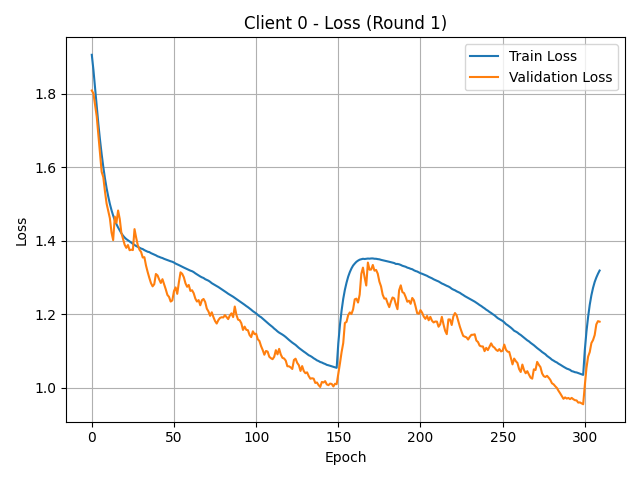 Client 0 - Loss (Round 1)
Train Loss
Validation Loss
1.8
1.6
1.4
1.2
1.0
Loss
0 50 100 150 200 250 300
Epoch